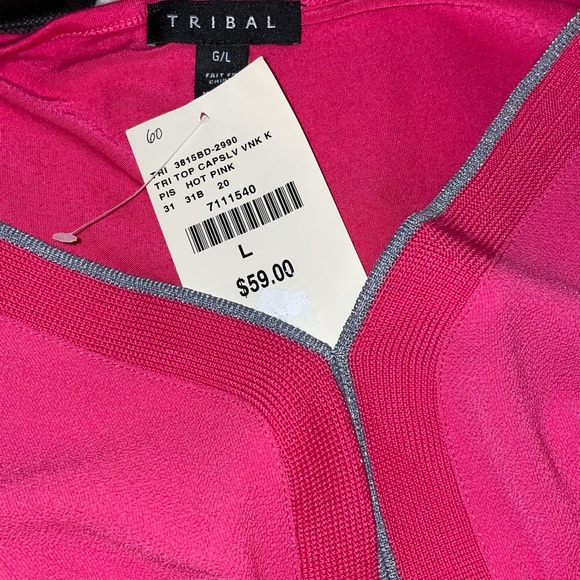 TRIBAL
G/L
FAIT EN
60
TRI 3815BD-2990
TRI TOP CAPSLV VNK K
PIS HOT PINK
31 31B 20
7111540
L
$59.00